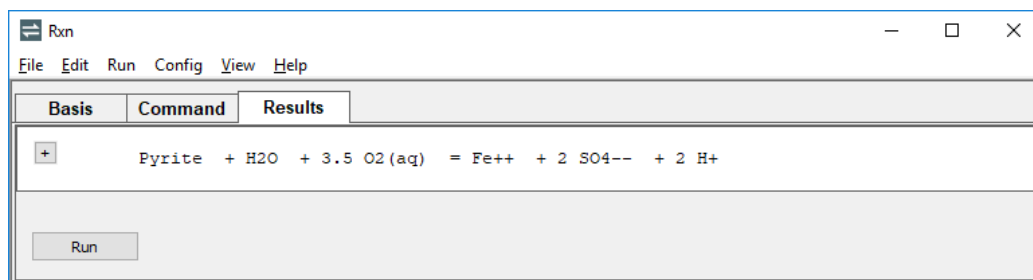 Rxn
File Edit Run Config View Help
Basis Command Results
+ Pyrite + H2O + 3.5 O2(aq) = Fe++ + 2 SO4-- + 2 H+
Run